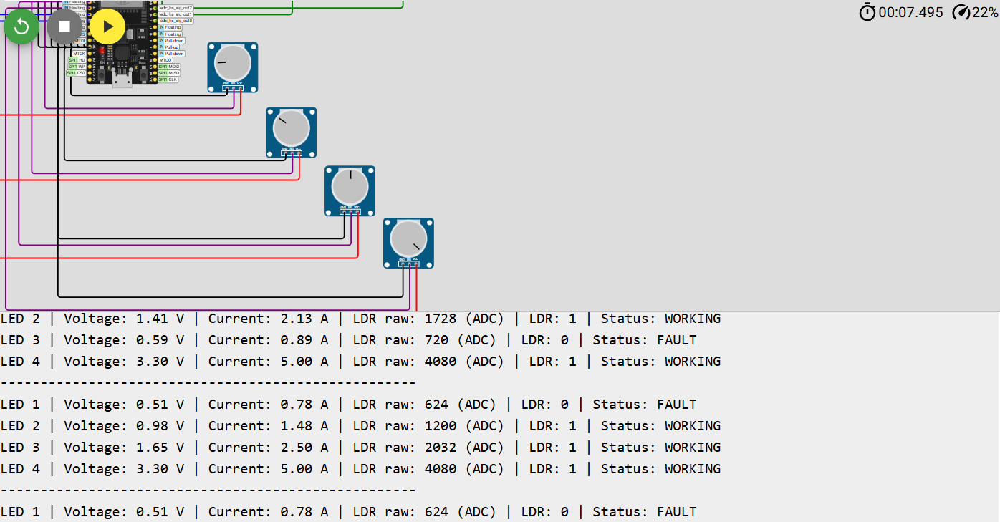 00:07.495 22%
IN Floating
IN Floating
ledc_hs_sig_out2
ledc_hs_sig_out1
ledc_hs_sig_out0
IN Floating
IN Floating
IN Pull-down
IN Pull-up
MTCK
IN Pull-down
SPI1 HD
MTDO
SPI1 WP
SPI1 MOSI
SPI1 CS0
SPI1 MISO
SPI1 CLK
EN
Boot
GND SIG VCC
GND SIG VCC
GND SIG VCC
GND SIG VCC
LED 2 | Voltage: 1.41 V | Current: 2.13 A | LDR raw: 1728 (ADC) | LDR: 1 | Status: WORKING
LED 3 | Voltage: 0.59 V | Current: 0.89 A | LDR raw: 720 (ADC) | LDR: 0 | Status: FAULT
LED 4 | Voltage: 3.30 V | Current: 5.00 A | LDR raw: 4080 (ADC) | LDR: 1 | Status: WORKING
----------------------------------------------------
LED 1 | Voltage: 0.51 V | Current: 0.78 A | LDR raw: 624 (ADC) | LDR: 0 | Status: FAULT
LED 2 | Voltage: 0.98 V | Current: 1.48 A | LDR raw: 1200 (ADC) | LDR: 1 | Status: WORKING
LED 3 | Voltage: 1.65 V | Current: 2.50 A | LDR raw: 2032 (ADC) | LDR: 1 | Status: WORKING
LED 4 | Voltage: 3.30 V | Current: 5.00 A | LDR raw: 4080 (ADC) | LDR: 1 | Status: WORKING
----------------------------------------------------
LED 1 | Voltage: 0.51 V | Current: 0.78 A | LDR raw: 624 (ADC) | LDR: 0 | Status: FAULT